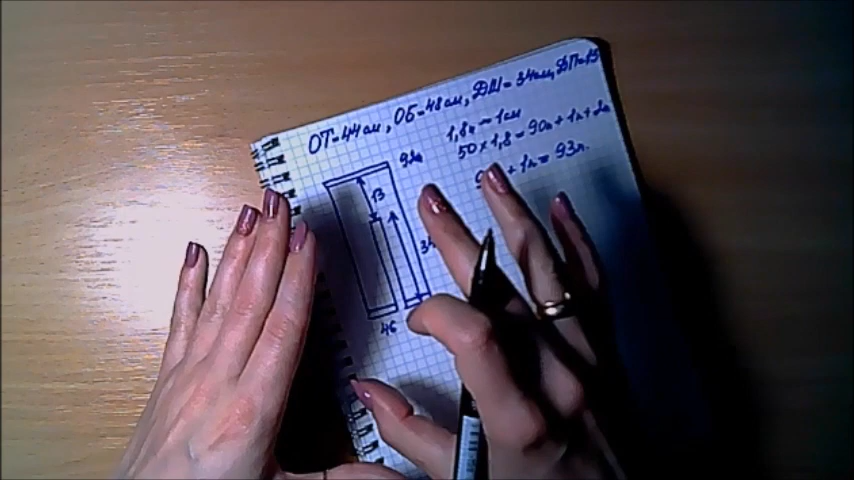 ОТ=44см, ОБ=48см, ДШ=34см, ДП=13
1,8п – 1см
50×1,8=90п+1п+2п
+1п=93п.
93п
13
34
46